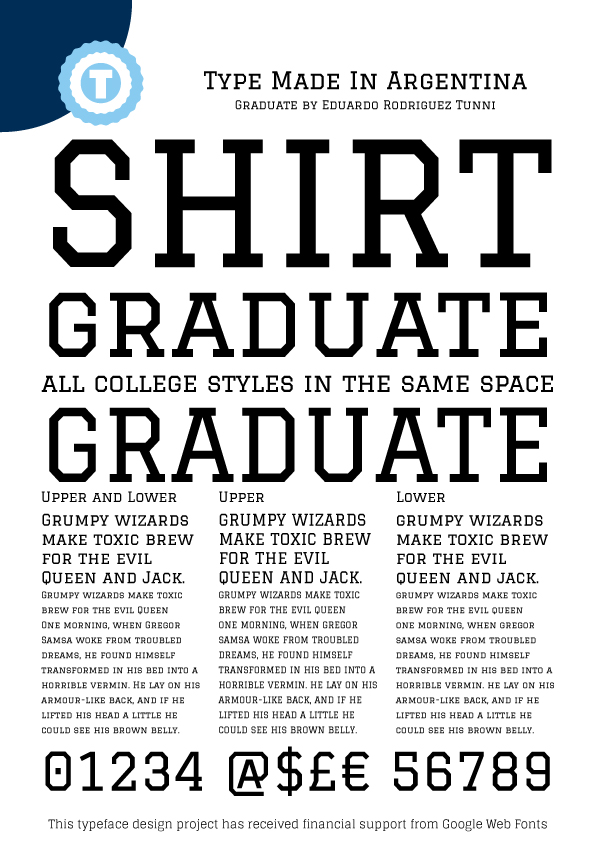 T
Type Made In Argentina
Graduate by Eduardo Rodriguez Tunni
SHIRT
GRADUATE
ALL COLLEGE STYLES IN THE SAME SPACE
GRADUATE
Upper and Lower
Grumpy wizards
make toxic brew
for the evil
Queen and Jack.
Grumpy wizards make toxic
brew for the evil Queen
One morning, when Gregor
Samsa woke from troubled
dreams, he found himself
transformed in his bed into a
horrible vermin. He lay on his
armour-like back, and if he
lifted his head a little he
could see his brown belly.
Upper
GRUMPY WIZARDS
MAKE TOXIC BREW
FOR THE EVIL
QUEEN AND JACK.
GRUMPY WIZARDS MAKE TOXIC
BREW FOR THE EVIL QUEEN
ONE MORNING, WHEN GREGOR
SAMSA WOKE FROM TROUBLED
DREAMS, HE FOUND HIMSELF
TRANSFORMED IN HIS BED INTO A
HORRIBLE VERMIN. HE LAY ON HIS
ARMOUR-LIKE BACK, AND IF HE
LIFTED HIS HEAD A LITTLE HE
COULD SEE HIS BROWN BELLY.
Lower
grumpy wizards
make toxic brew
for the evil
queen and jack.
grumpy wizards make toxic
brew for the evil queen
one morning, when gregor
samsa woke from troubled
dreams, he found himself
transformed in his bed into a
horrible vermin. he lay on his
armour-like back, and if he
lifted his head a little he
could see his brown belly.
01234 @$£€ 56789
This typeface design project has received financial support from Google Web Fonts